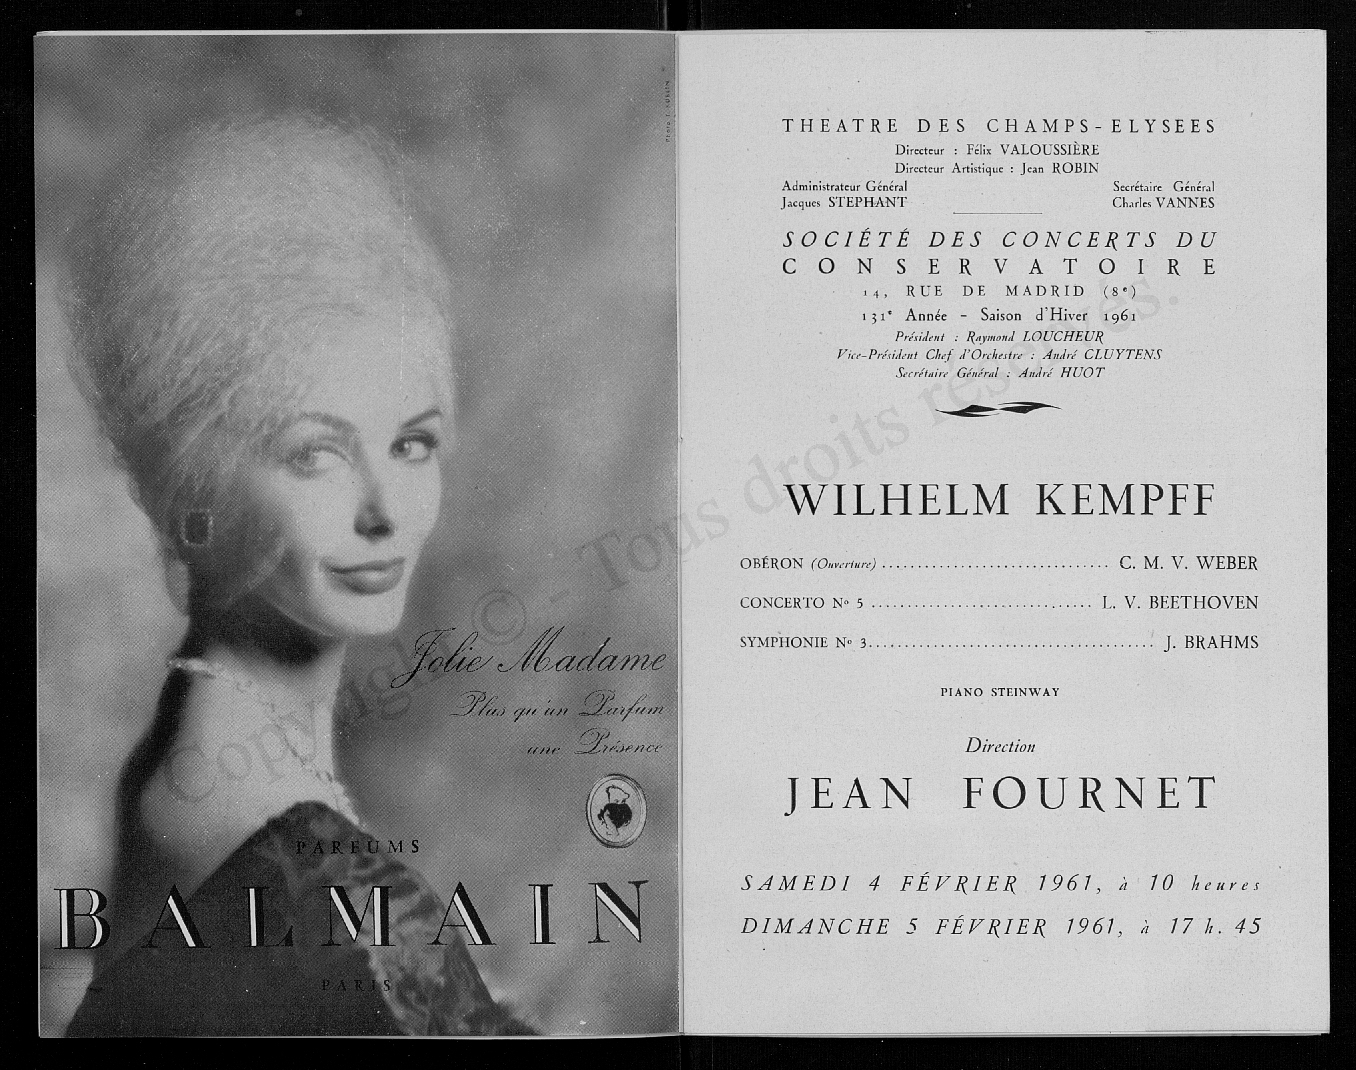 Jolie Madame
Plus qu'un Parfum
une Présence
PARFUMS
BALMAIN
PARIS
THEATRE DES CHAMPS-ELYSEES
Directeur : Félix VALOUSSIÈRE
Directeur Artistique : Jean ROBIN
Administrateur Général Secrétaire Général
Jacques STEPHANT Charles VANNES
SOCIÉTÉ DES CONCERTS DU
CONSERVATOIRE
14, RUE DE MADRID (8e)
131e Année - Saison d'Hiver 1961
Président : Raymond LOUCHEUR
Vice-Président Chef d'Orchestre : André CLUYTENS
Secrétaire Général : André HUOT
WILHELM KEMPFF
OBÉRON (Ouverture) .............................. C. M. V. WEBER
CONCERTO No 5 .............................. L. V. BEETHOVEN
SYMPHONIE No 3...................................... J. BRAHMS
PIANO STEINWAY
Direction
JEAN FOURNET
SAMEDI 4 FÉVRIER 1961, à 10 heures
DIMANCHE 5 FÉVRIER 1961, à 17 h. 45
Copyright © - Tous droits reservés.